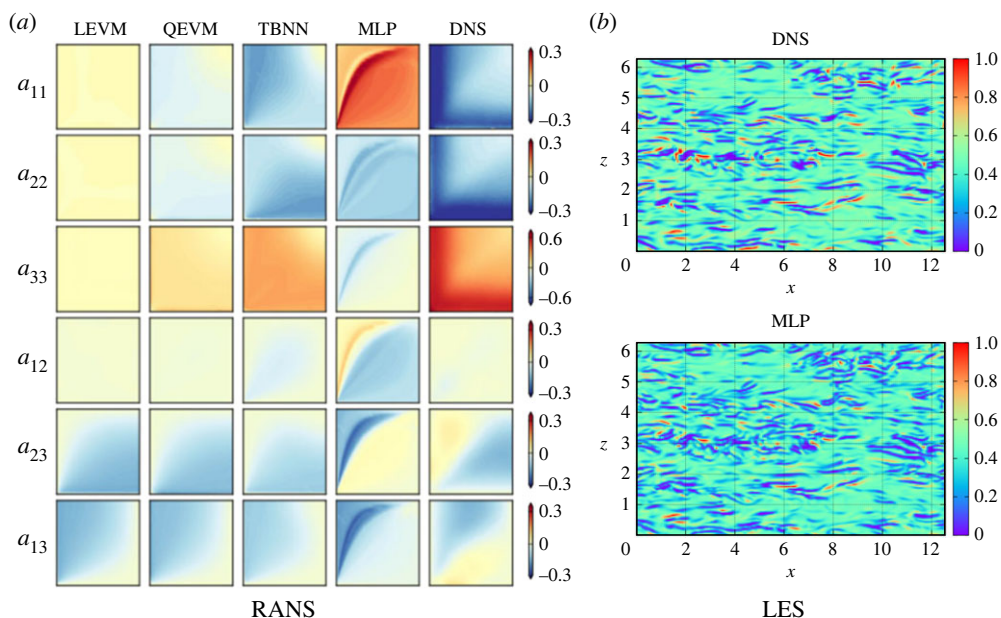 (a)
LEVM QEVM TBNN MLP DNS
a11
0.3
0
–0.3
a22
0.3
0
–0.3
a33
0.6
0
–0.6
a12
0.3
0
–0.3
a23
0.3
0
–0.3
a13
0.3
0
–0.3
RANS
(b)
DNS
z
6
5
4
3
2
1
0 2 4 6 8 10 12
x
1.0
0.8
0.6
0.4
0.2
0
MLP
z
6
5
4
3
2
1
0 2 4 6 8 10 12
x
1.0
0.8
0.6
0.4
0.2
0
LES